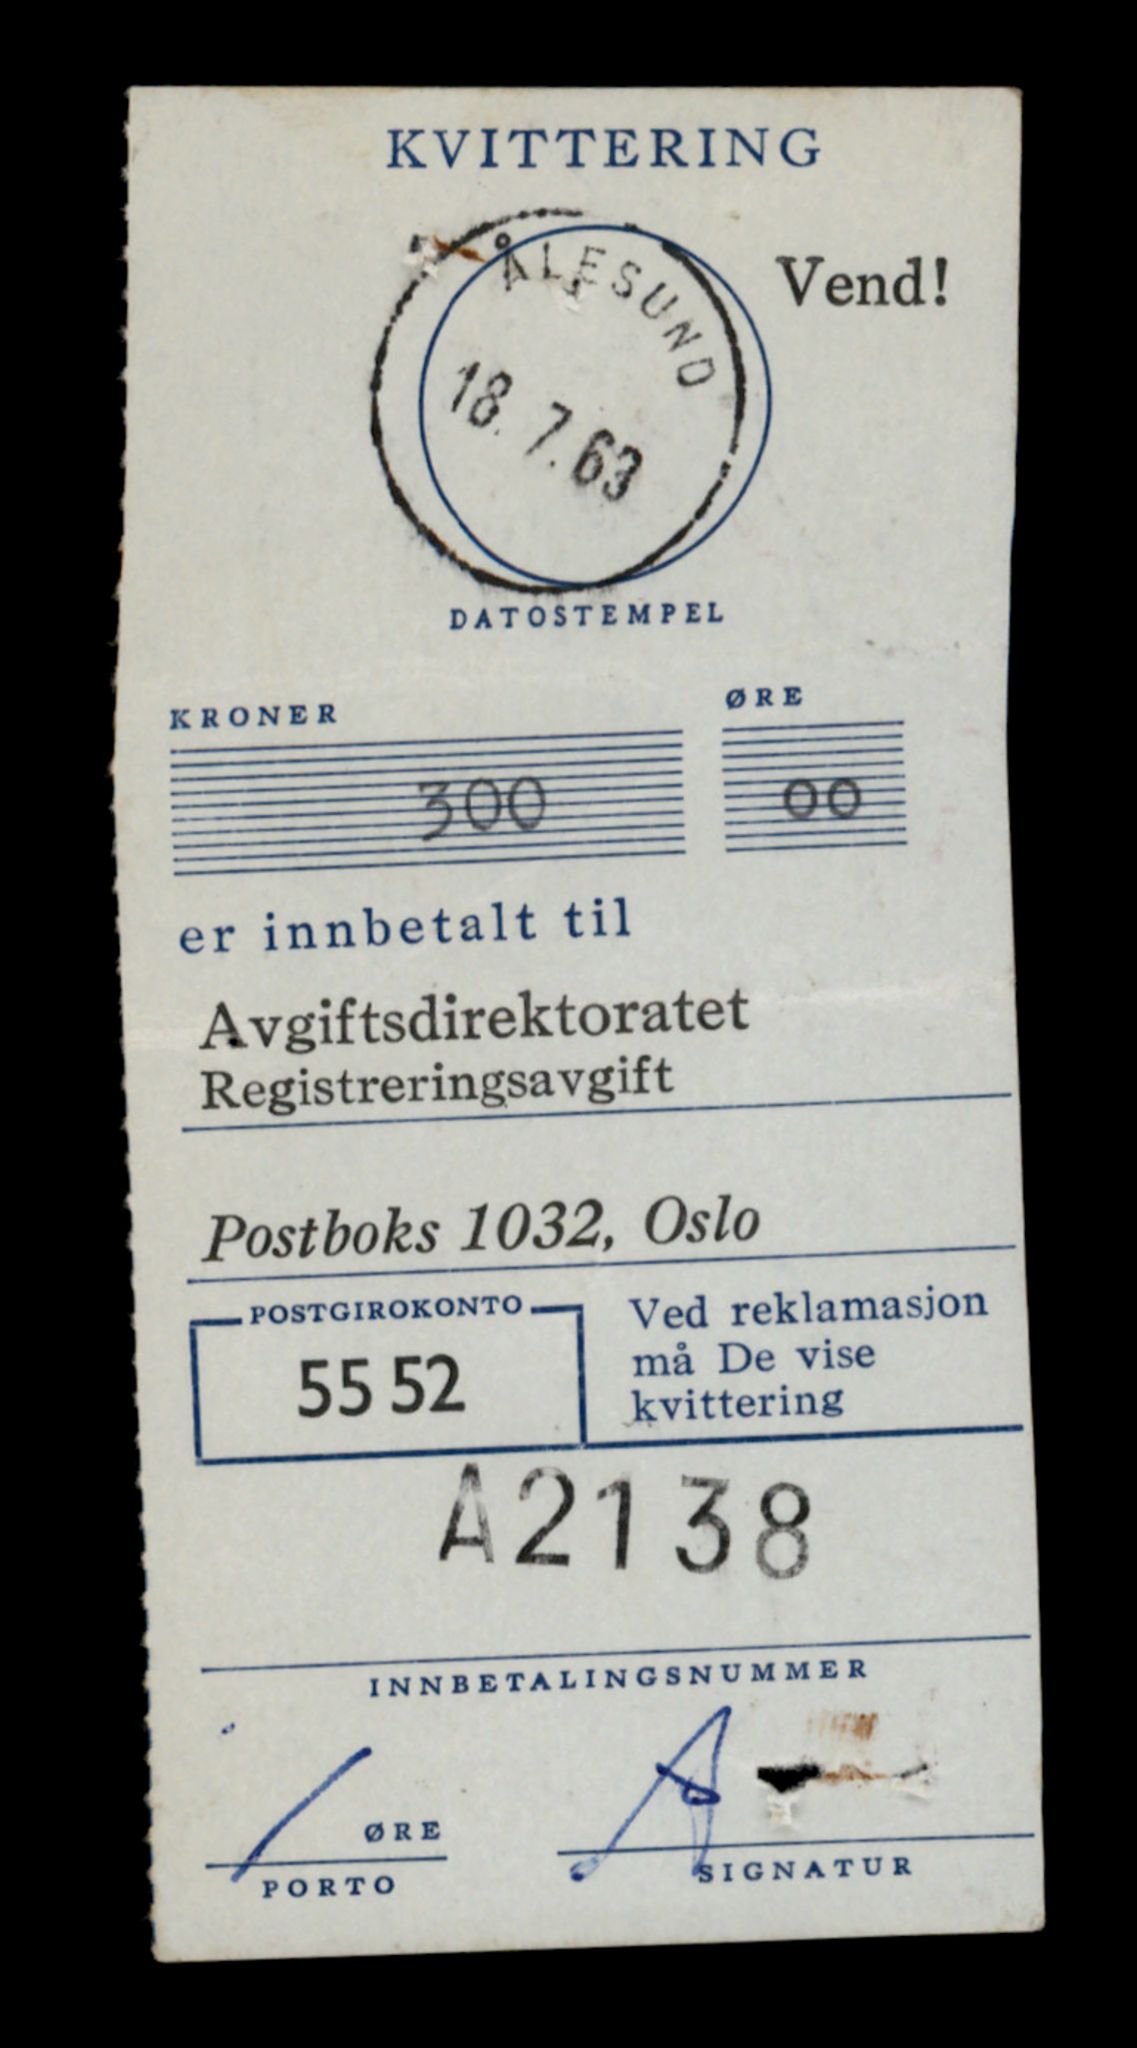 KVITTERING
Vend!
ÅLESUND
18. 7. 63
DATOSTEMPEL
KRONER ØRE
300 00
er innbetalt til
Avgiftsdirektoratet
Registreringsavgift
Postboks 1032, Oslo
POSTGIROKONTO
55 52
Ved reklamasjon
må De vise
kvittering
A2138
INNBETALINGSNUMMER
ØRE
PORTO
SIGNATUR